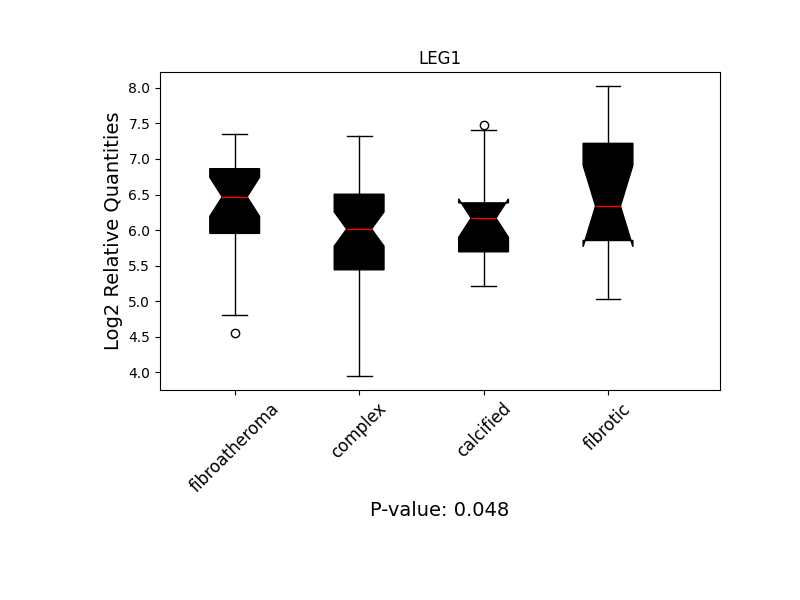 LEG1
Log2 Relative Quantities
8.0
7.5
7.0
6.5
6.0
5.5
5.0
4.5
4.0
fibroatheroma
complex
calcified
fibrotic
P-value: 0.048